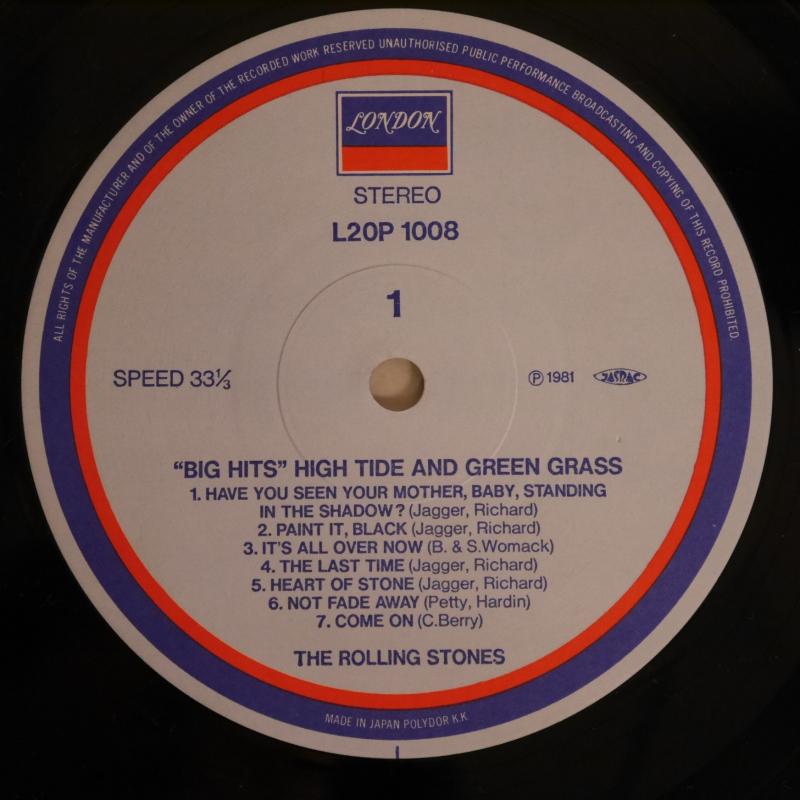 ALL RIGHTS OF THE MANUFACTURER AND OF THE OWNER OF THE RECORDED WORK RESERVED UNAUTHORISED PUBLIC PERFORMANCE BROADCASTING AND COPYING OF THIS RECORD PROHIBITED.
LONDON
STEREO
L20P 1008
1
SPEED 33⅓
Ⓟ 1981 JASRAC
“BIG HITS” HIGH TIDE AND GREEN GRASS
1. HAVE YOU SEEN YOUR MOTHER, BABY, STANDING
IN THE SHADOW? (Jagger, Richard)
2. PAINT IT, BLACK (Jagger, Richard)
3. IT'S ALL OVER NOW (B. & S.Womack)
4. THE LAST TIME (Jagger, Richard)
5. HEART OF STONE (Jagger, Richard)
6. NOT FADE AWAY (Petty, Hardin)
7. COME ON (C.Berry)
THE ROLLING STONES
MADE IN JAPAN POLYDOR K.K.